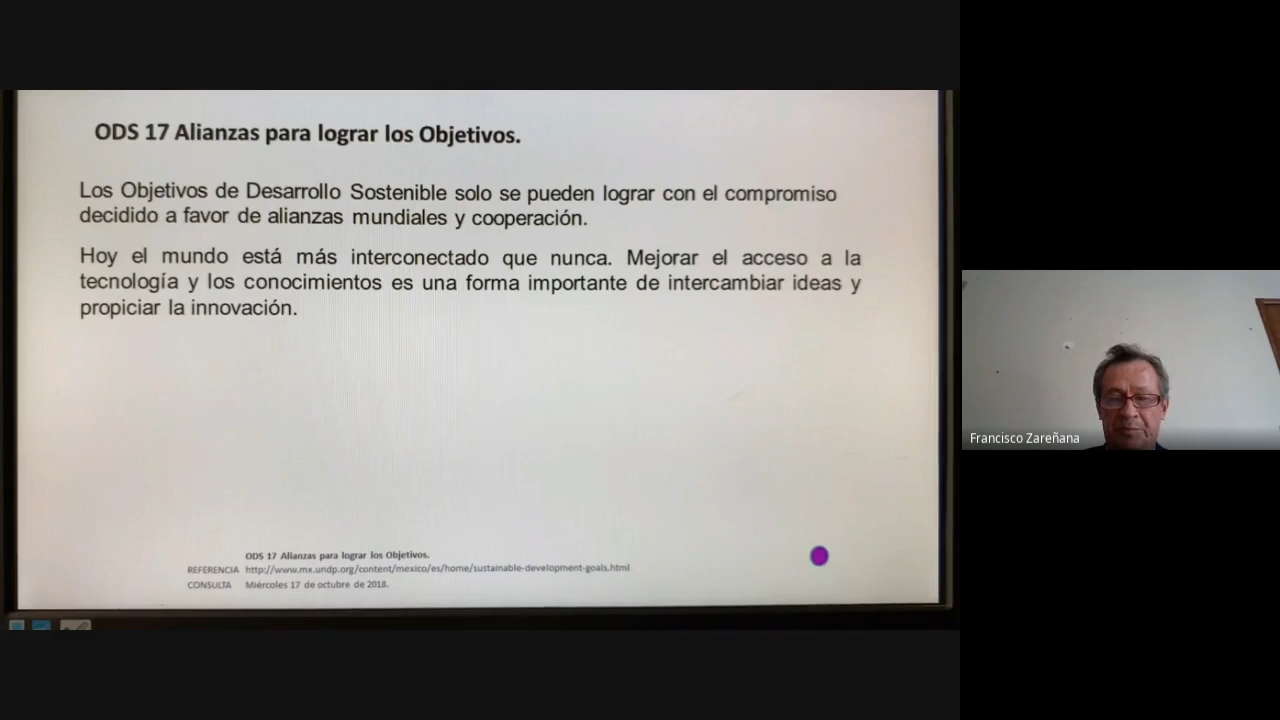 ODS 17 Alianzas para lograr los Objetivos.
Los Objetivos de Desarrollo Sostenible solo se pueden lograr con el compromiso
decidido a favor de alianzas mundiales y cooperación.
Hoy el mundo está más interconectado que nunca. Mejorar el acceso a la
tecnología y los conocimientos es una forma importante de intercambiar ideas y
propiciar la innovación.
ODS 17 Alianzas para lograr los Objetivos.
REFERENCIA http://www.mx.undp.org/content/mexico/es/home/sustainable-development-goals.html
CONSULTA Miércoles 17 de octubre de 2018.
Francisco Zareñana